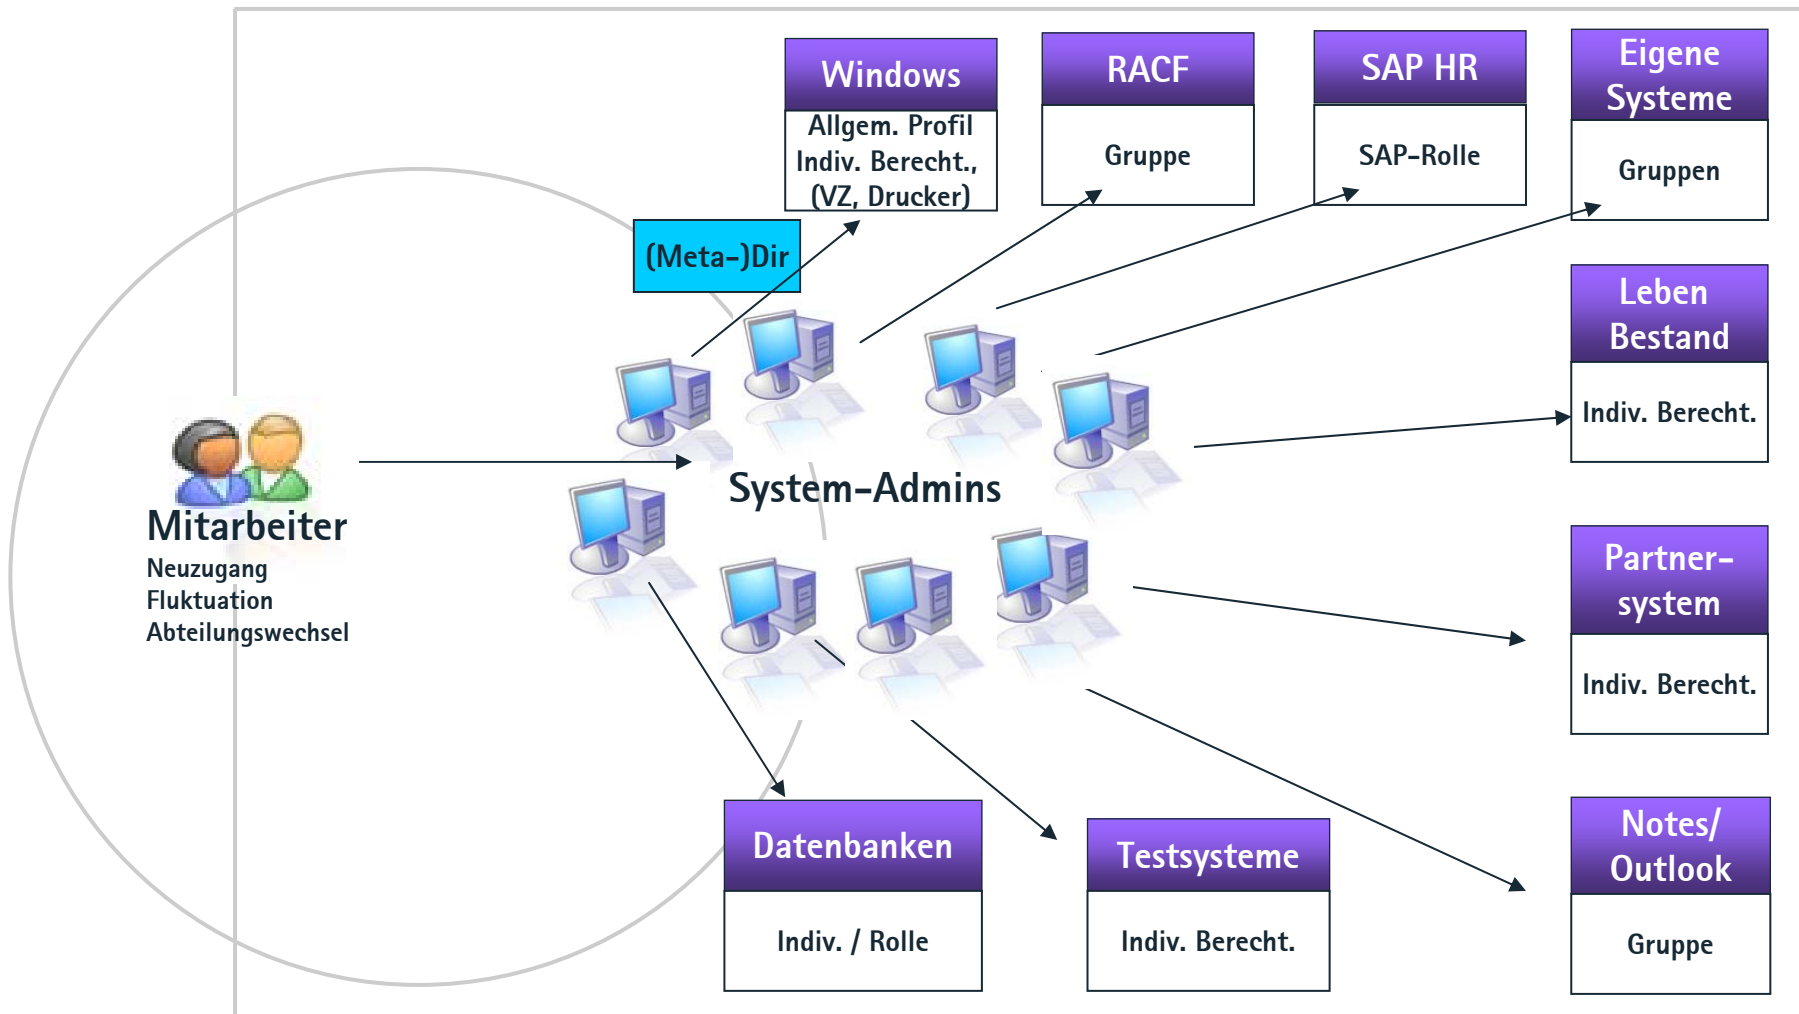 Windows
Allgem. Profil
Indiv. Berecht.,
(VZ, Drucker)
RACF
Gruppe
SAP HR
SAP-Rolle
Eigene
Systeme
Gruppen
(Meta-)Dir
Leben
Bestand
Indiv. Berecht.
System-Admins
Mitarbeiter
Neuzugang
Fluktuation
Abteilungswechsel
Partner-
system
Indiv. Berecht.
Datenbanken
Indiv. / Rolle
Testsysteme
Indiv. Berecht.
Notes/
Outlook
Gruppe